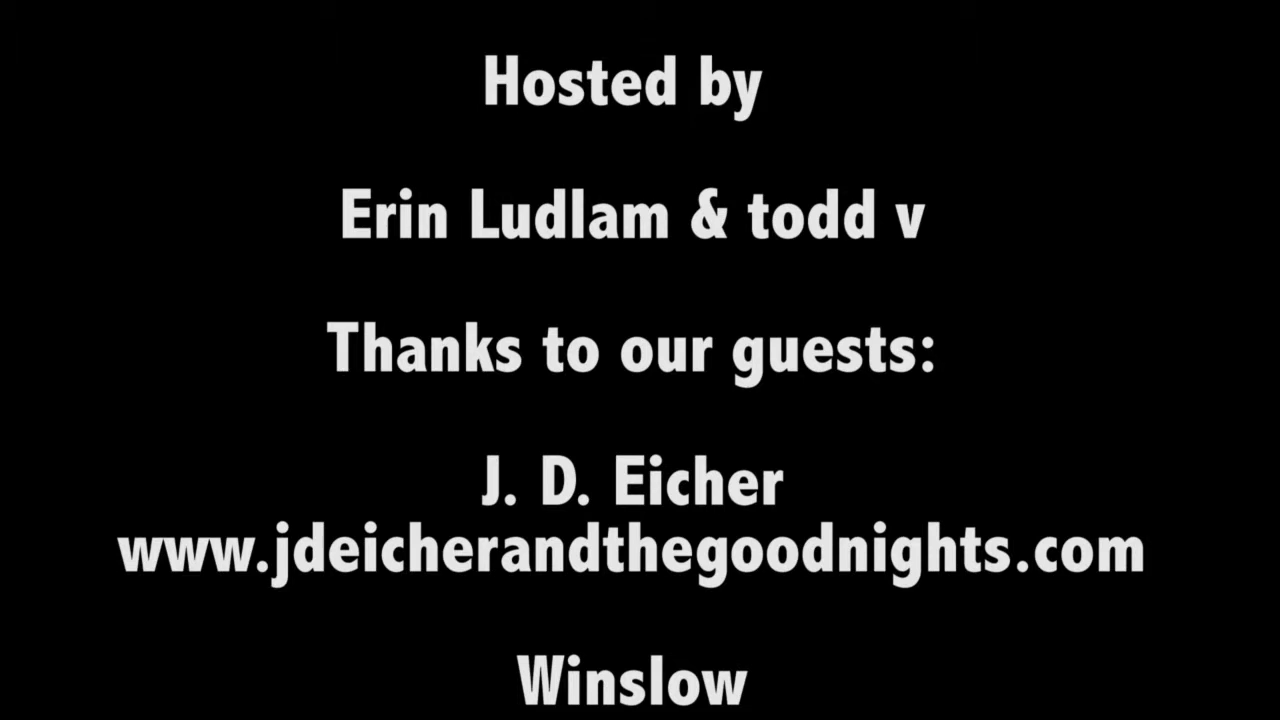 Hosted by
Erin Ludlam & todd v
Thanks to our guests:
J. D. Eicher
www.jdeicherandthegoodnights.com
Winslow